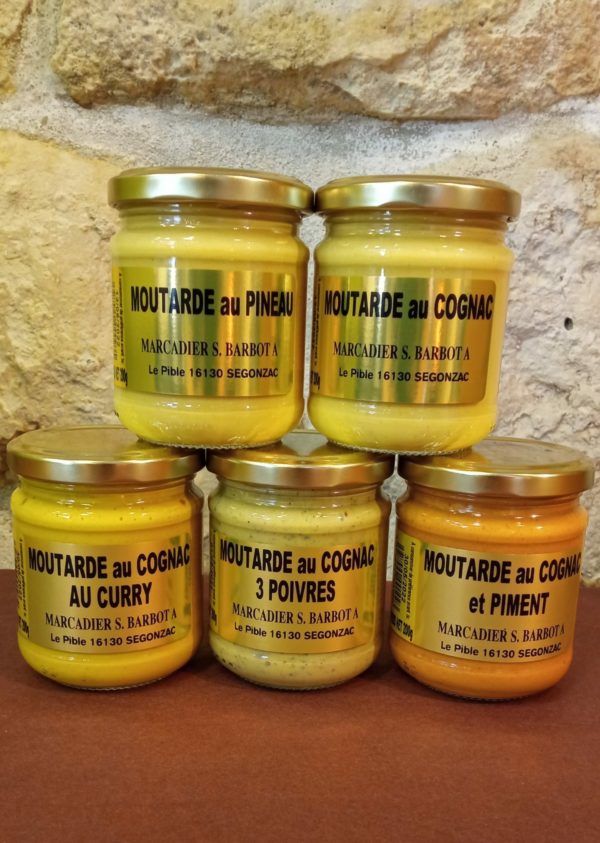 MOUTARDE au PINEAU
MARCADIER S. BARBOT A
Le Pible 16130 SEGONZAC
MOUTARDE au COGNAC
MARCADIER S. BARBOT A
Le Pible 16130 SEGONZAC
MOUTARDE au COGNAC
AU CURRY
MARCADIER S. BARBOT A
Le Pible 16130 SEGONZAC
MOUTARDE au COGNAC
3 POIVRES
MARCADIER S. BARBOT A
Le Pible 16130 SEGONZAC
MOUTARDE au COGNAC
et PIMENT
MARCADIER S. BARBOT A
Le Pible 16130 SEGONZAC